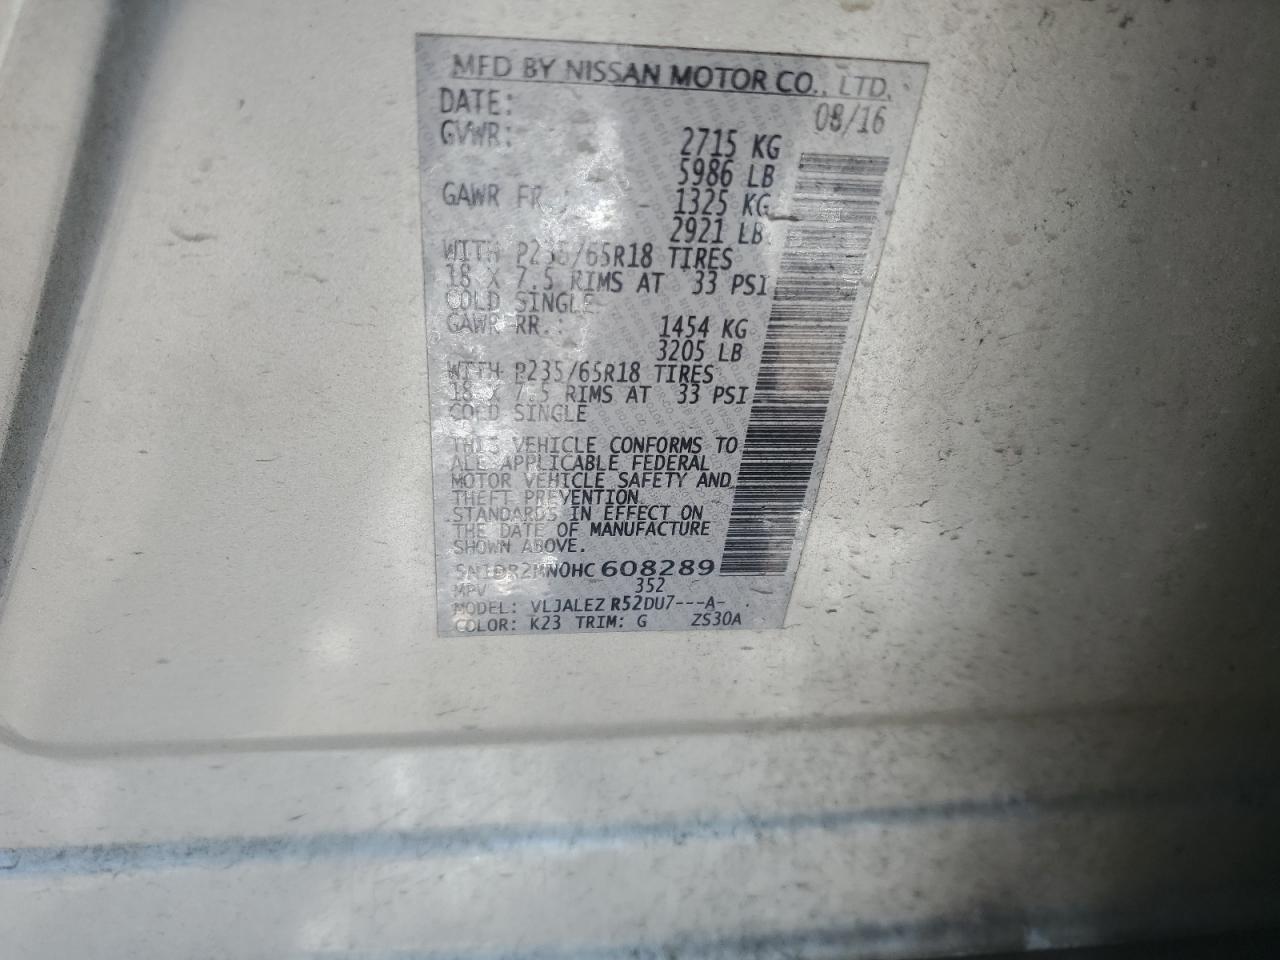 MFD BY NISSAN MOTOR CO., LTD.
DATE: 08/16
GVWR: 2715 KG
5986 LB
GAWR FR 1325 KG
2921 LB
WITH P235/65R18 TIRES
18 X 7.5 RIMS AT 33 PSI
COLD SINGLE
GAWR RR.: 1454 KG
3205 LB
WITH P235/65R18 TIRES
18 X 7.5 RIMS AT 33 PSI
COLD SINGLE
THIS VEHICLE CONFORMS TO
ALL APPLICABLE FEDERAL
MOTOR VEHICLE SAFETY AND
THEFT PREVENTION
STANDARDS IN EFFECT ON
THE DATE OF MANUFACTURE
SHOWN ABOVE.
5N1DR2MN0HC608289
MPV 352
MODEL: VLJALEZ R52DU7---A-
COLOR: K23 TRIM: G ZS30A